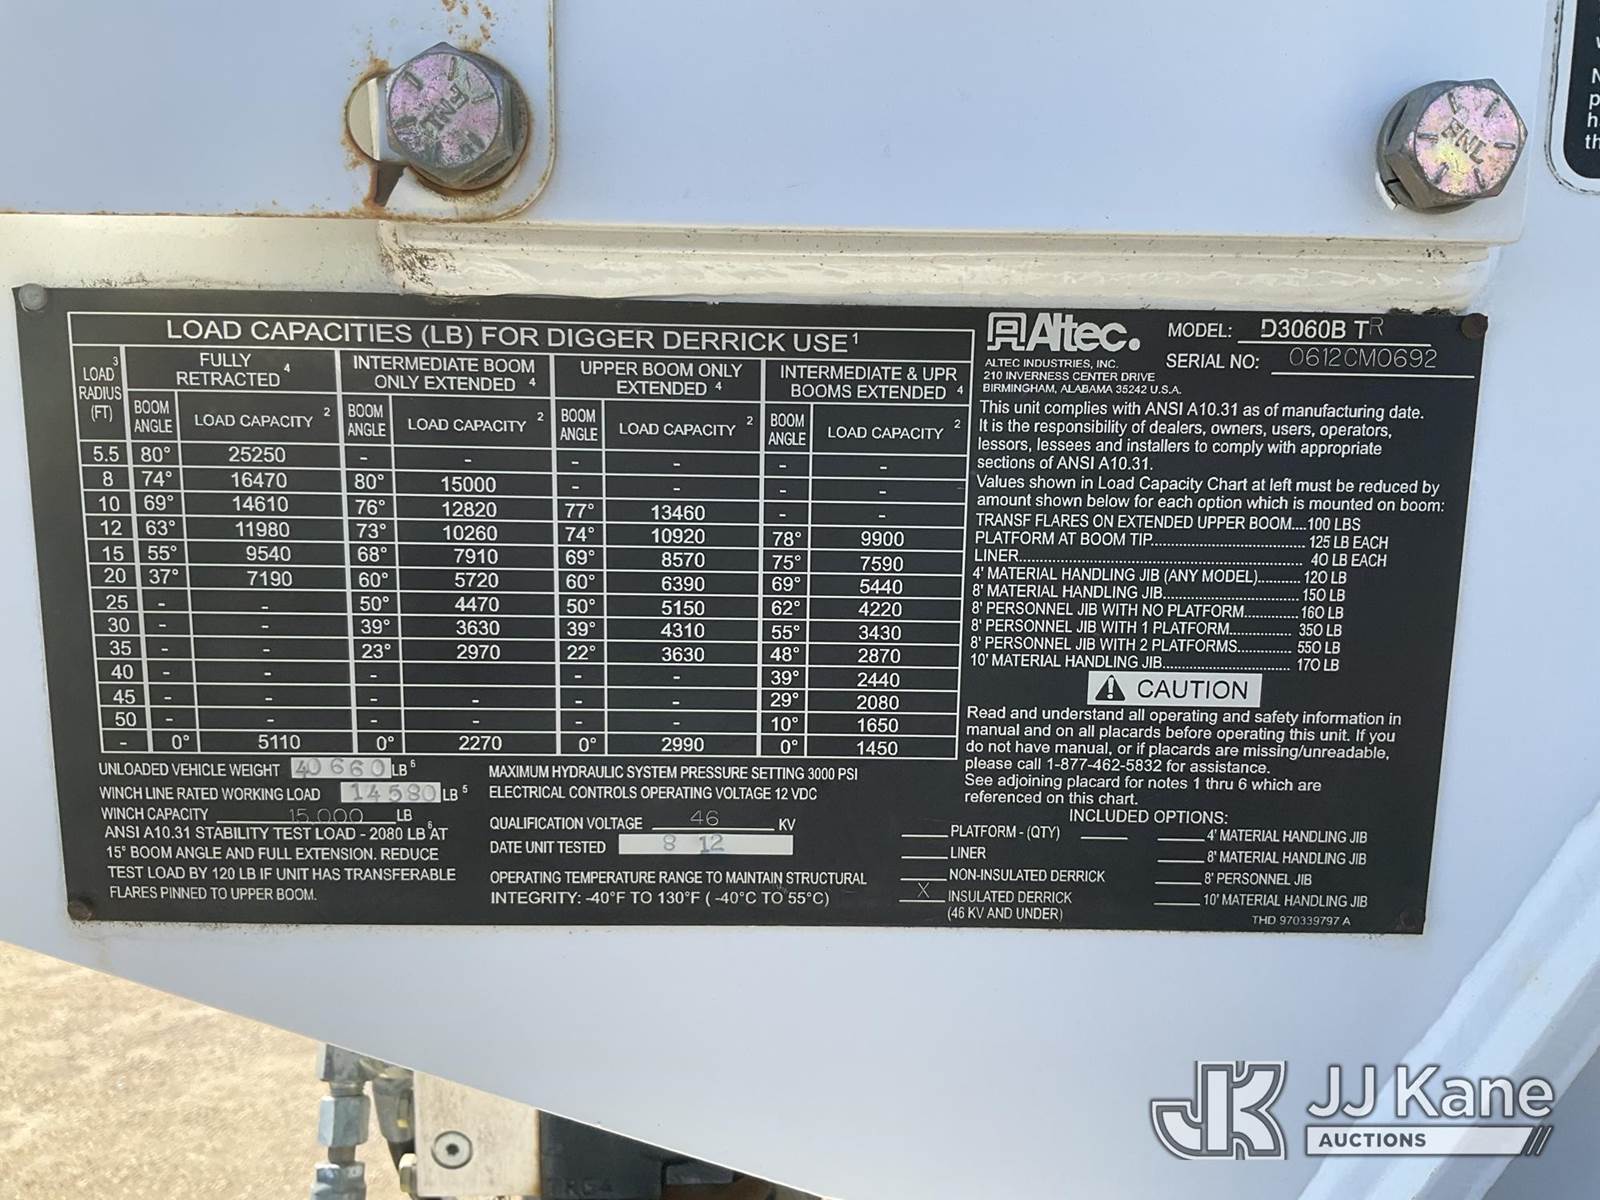 LOAD CAPACITIES (LB) FOR DIGGER DERRICK USE 1
LOAD 3 RADIUS (FT) FULLY RETRACTED 4 INTERMEDIATE BOOM ONLY EXTENDED 4 UPPER BOOM ONLY EXTENDED 4 INTERMEDIATE & UPR BOOMS EXTENDED 4
BOOM ANGLE LOAD CAPACITY 2 BOOM ANGLE LOAD CAPACITY 2 BOOM ANGLE LOAD CAPACITY 2 BOOM ANGLE LOAD CAPACITY 2
5.5 80° 25250 - - - - - -
8 74° 16470 80° 15000 - - - -
10 69° 14610 76° 12820 77° 13460 - -
12 63° 11980 73° 10260 74° 10920 78° 9900
15 55° 9540 68° 7910 69° 8570 75° 7590
20 37° 7190 60° 5720 60° 6390 69° 5440
25 - - 50° 4470 50° 5150 62° 4220
30 - - 39° 3630 39° 4310 55° 3430
35 - - 23° 2970 22° 3630 48° 2870
40 - - - - - - 39° 2440
45 - - - - - - 29° 2080
50 - - - - - - 10° 1650
- 0° 5110 0° 2270 0° 2990 0° 1450
UNLOADED VEHICLE WEIGHT 40660 LB 6
WINCH LINE RATED WORKING LOAD 14580 LB 5
WINCH CAPACITY 15,000 LB
ANSI A10.31 STABILITY TEST LOAD - 2080 LB 6 AT
15° BOOM ANGLE AND FULL EXTENSION. REDUCE
TEST LOAD BY 120 LB IF UNIT HAS TRANSFERABLE
FLARES PINNED TO UPPER BOOM.
MAXIMUM HYDRAULIC SYSTEM PRESSURE SETTING 3000 PSI
ELECTRICAL CONTROLS OPERATING VOLTAGE 12 VDC
QUALIFICATION VOLTAGE 46 KV
DATE UNIT TESTED 8 12
OPERATING TEMPERATURE RANGE TO MAINTAIN STRUCTURAL
INTEGRITY: -40°F TO 130°F ( -40°C TO 55°C)
Altec.
ALTEC INDUSTRIES, INC.
210 INVERNESS CENTER DRIVE
BIRMINGHAM, ALABAMA 35242 U.S.A.
MODEL: D3060B TR
SERIAL NO: 0612CM0692
This unit complies with ANSI A10.31 as of manufacturing date.
It is the responsibility of dealers, owners, users, operators,
lessors, lessees and installers to comply with appropriate
sections of ANSI A10.31.
Values shown in Load Capacity Chart at left must be reduced by
amount shown below for each option which is mounted on boom:
TRANSF FLARES ON EXTENDED UPPER BOOM....100 LBS
PLATFORM AT BOOM TIP.................................... 125 LB EACH
LINER.................................................................. 40 LB EACH
4' MATERIAL HANDLING JIB (ANY MODEL).......... 120 LB
8' MATERIAL HANDLING JIB................................ 150 LB
8' PERSONNEL JIB WITH NO PLATFORM............. 160 LB
8' PERSONNEL JIB WITH 1 PLATFORM............... 350 LB
8' PERSONNEL JIB WITH 2 PLATFORMS............. 550 LB
10' MATERIAL HANDLING JIB.............................. 170 LB
CAUTION
Read and understand all operating and safety information in
manual and on all placards before operating this unit. If you
do not have manual, or if placards are missing/unreadable,
please call 1-877-462-5832 for assistance.
See adjoining placard for notes 1 thru 6 which are
referenced on this chart.
INCLUDED OPTIONS:
PLATFORM - (QTY)
LINER
NON-INSULATED DERRICK
X INSULATED DERRICK
(46 KV AND UNDER)
4' MATERIAL HANDLING JIB
8' MATERIAL HANDLING JIB
8' PERSONNEL JIB
10' MATERIAL HANDLING JIB
THD 970339797 A
JK JJ Kane
AUCTIONS